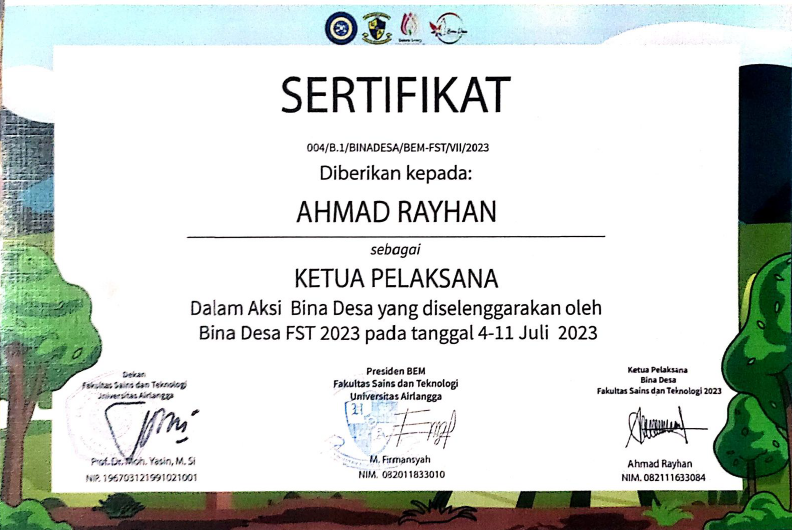 SERTIFIKAT
004/B.1/BINADESA/BEM-FST/VII/2023
Diberikan kepada:
AHMAD RAYHAN
sebagai
KETUA PELAKSANA
Dalam Aksi Bina Desa yang diselenggarakan oleh
Bina Desa FST 2023 pada tanggal 4-11 Juli 2023
Dekan
Fakultas Sains dan Teknologi
Universitas Airlangga
Prof. Dr. Moh. Yasin, M. Si
NIP. 196703121991021001
Presiden BEM
Fakultas Sains dan Teknologi
Universitas Airlangga
M. Firmansyah
NIM. 082011833010
Ketua Pelaksana
Bina Desa
Fakultas Sains dan Teknologi 2023
Ahmad Rayhan
NIM. 082111633084